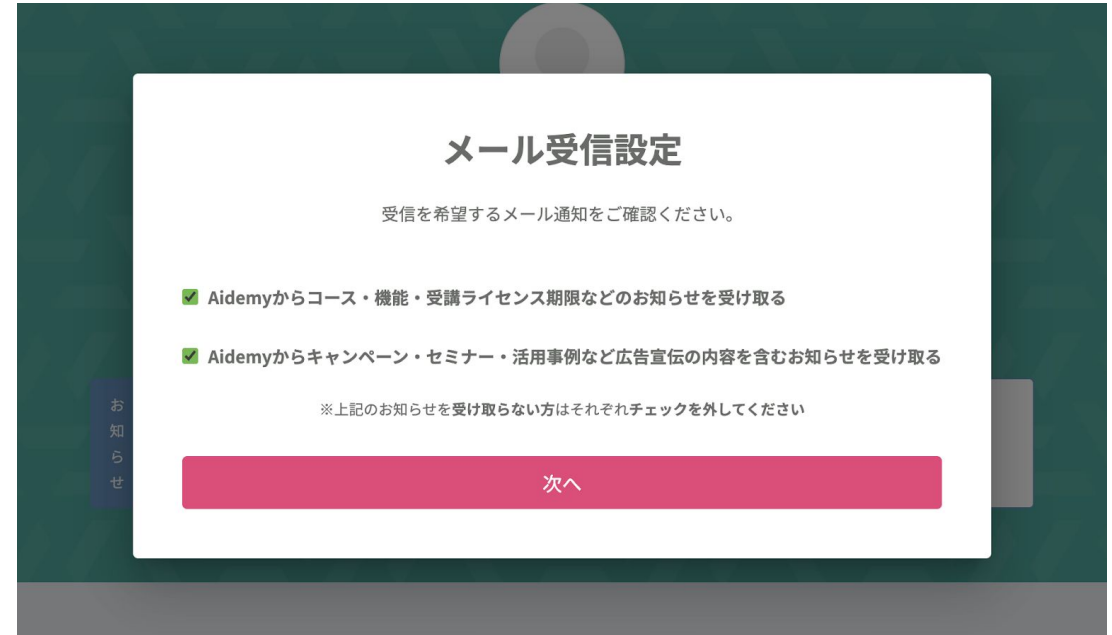 メール受信設定
受信を希望するメール通知をご確認ください。
Aidemyからコース・機能・受講ライセンス期限などのお知らせを受け取る
Aidemyからキャンペーン・セミナー・活用事例など広告宣伝の内容を含むお知らせを受け取る
※上記のお知らせを受け取らない方はそれぞれチェックを外してください
お知らせ
次へ